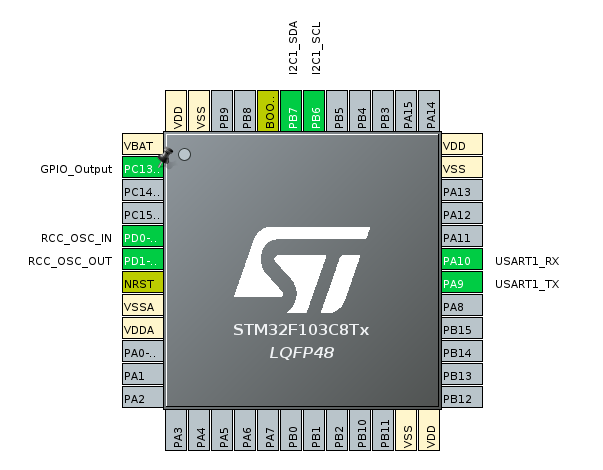 I2C1_SDA
I2C1_SCL
VDD
VSS
PB9
PB8
BOO..
PB7
PB6
PB5
PB4
PB3
PA15
PA14
VBAT
GPIO_Output PC13..
PC14..
PC15..
RCC_OSC_IN PD0-..
RCC_OSC_OUT PD1-..
NRST
VSSA
VDDA
PA0-..
PA1
PA2
VDD
VSS
PA13
PA12
PA11
PA10 USART1_RX
PA9 USART1_TX
PA8
PB15
PB14
PB13
PB12
ST
STM32F103C8Tx
LQFP48
PA3
PA4
PA5
PA6
PA7
PB0
PB1
PB2
PB10
PB11
VSS
VDD